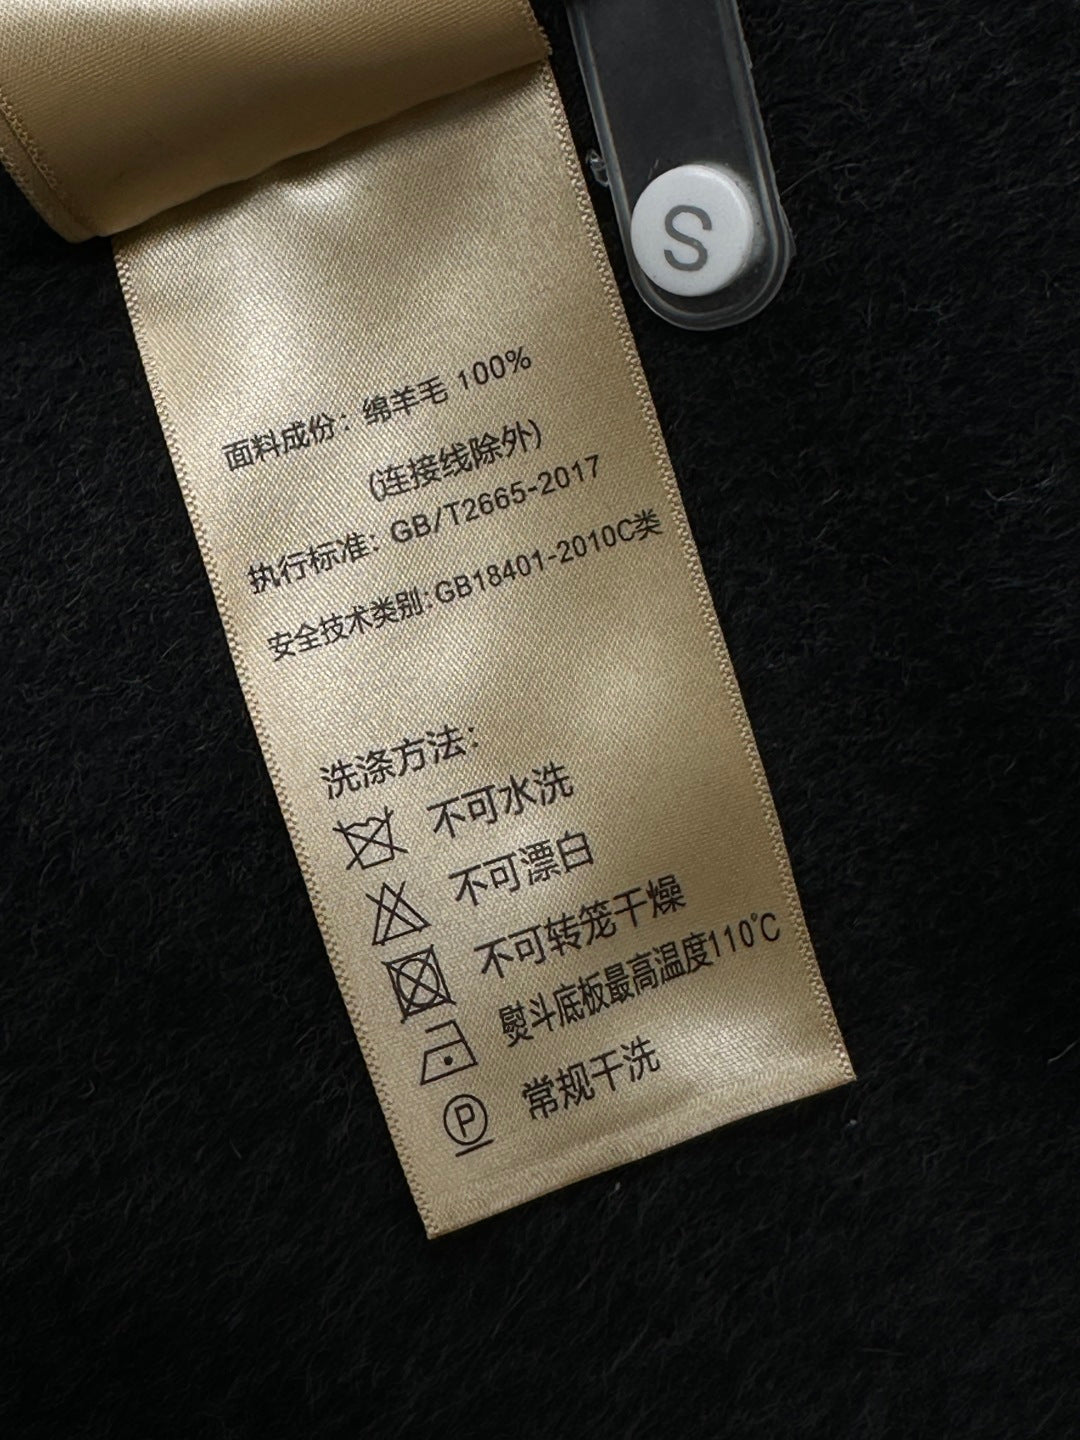 S
面料成份：绵羊毛 100%
(连接线除外)
执行标准：GB/T2665-2017
安全技术类别:GB18401-2010C类
洗涤方法：
不可水洗
不可漂白
不可转笼干燥
熨斗底板最高温度110℃
P 常规干洗